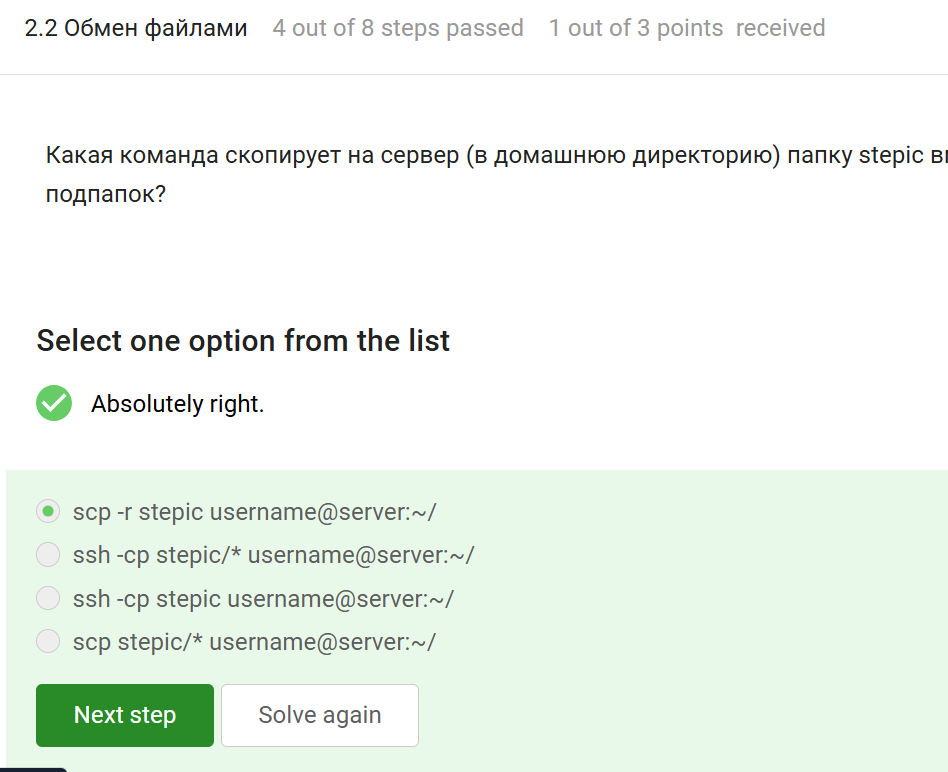 2.2 Обмен файлами 4 out of 8 steps passed 1 out of 3 points received
Какая команда скопирует на сервер (в домашнюю директорию) папку stepic
подпапок?
Select one option from the list
Absolutely right.
scp -r stepic username@server:~/
ssh -cp stepic/* username@server:~/
ssh -cp stepic username@server:~/
scp stepic/* username@server:~/
Next step Solve again